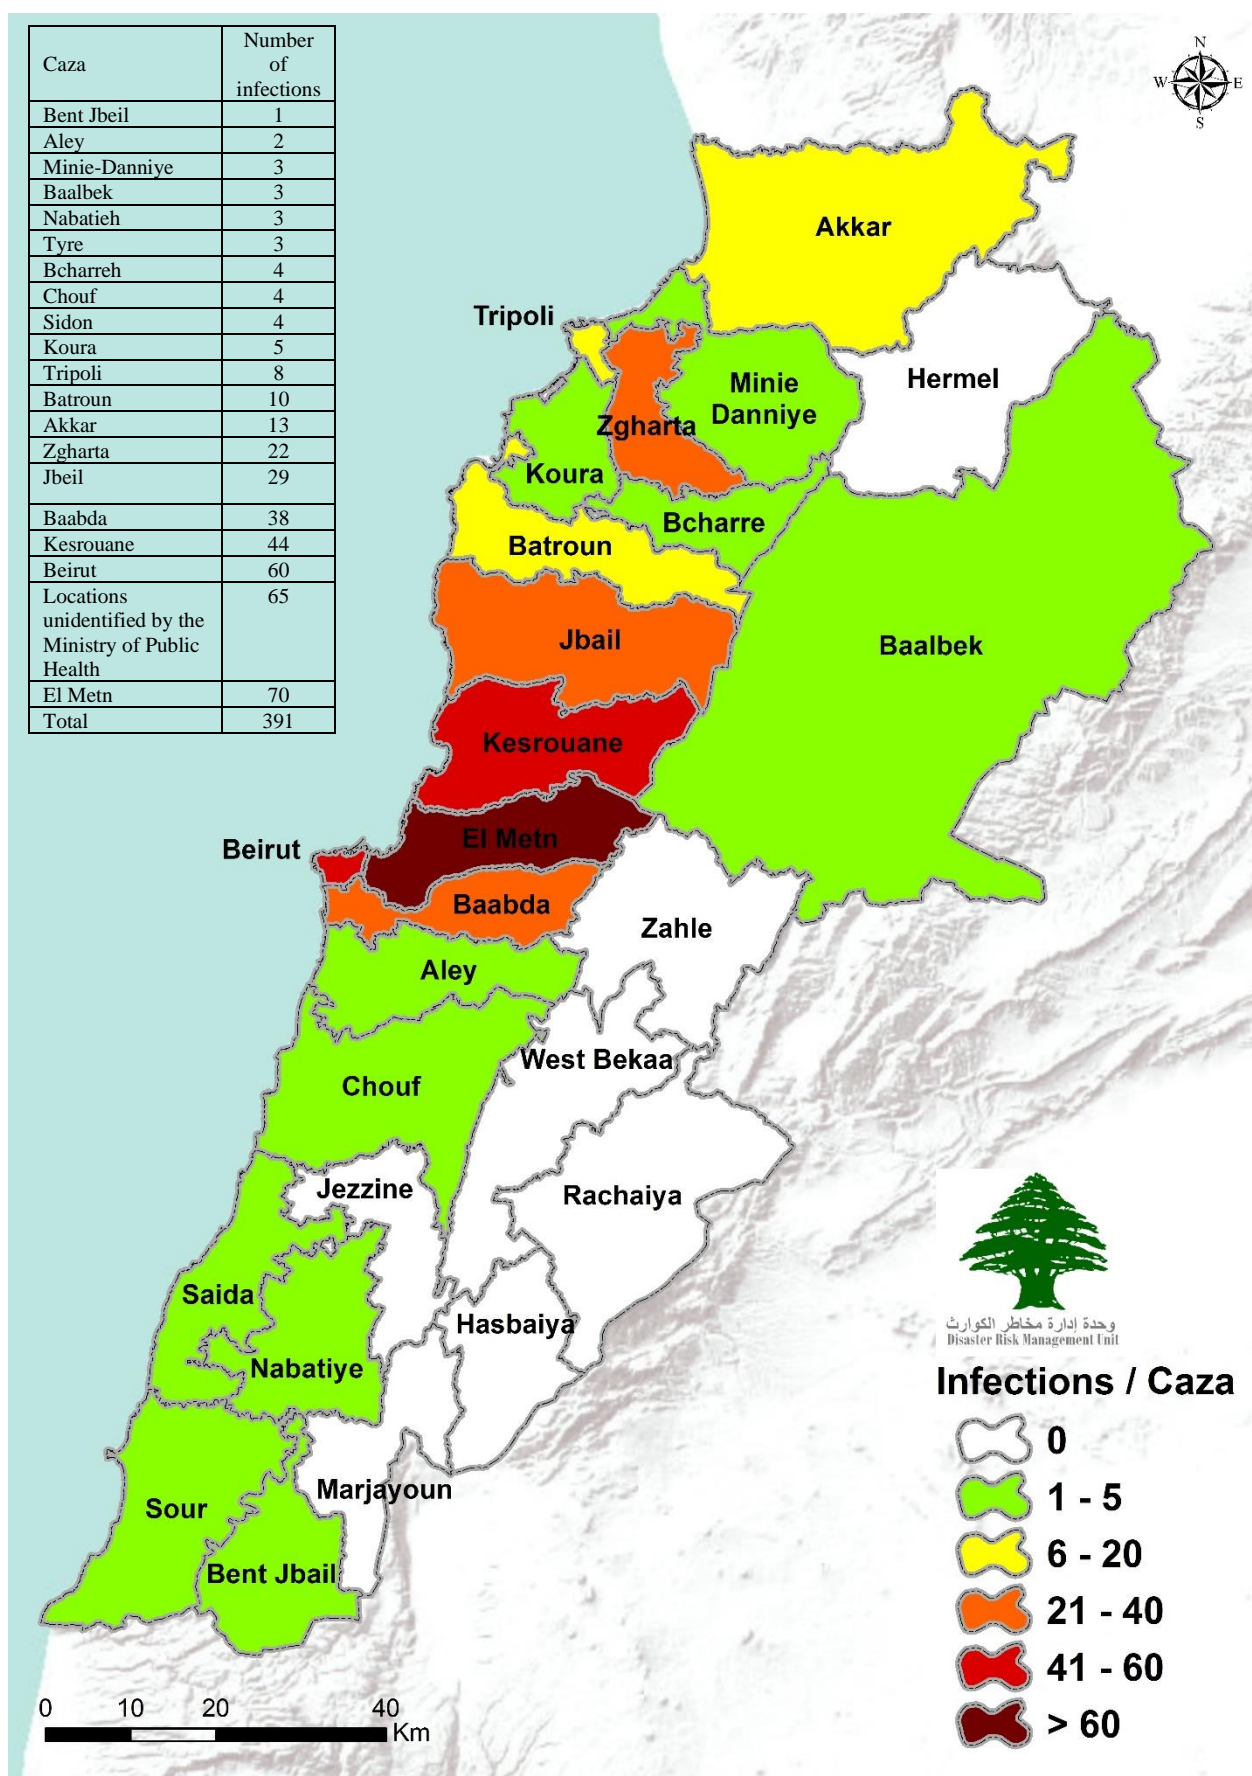 Caza Number of infections
Bent Jbeil 1
Aley 2
Minie-Danniye 3
Baalbek 3
Nabatieh 3
Tyre 3
Bcharreh 4
Chouf 4
Sidon 4
Koura 5
Tripoli 8
Batroun 10
Akkar 13
Zgharta 22
Jbeil 29
Baabda 38
Kesrouane 44
Beirut 60
Locations 65
unidentified by the
Ministry of Public
Health
El Metn 70
Total 391
N
W E
S
Akkar
Tripoli
Hermel
Minie
Danniye
Zgharta
Koura
Bcharre
Batroun
Jbail
Baalbek
Kesrouane
El Metn
Beirut
Baabda
Zahle
Aley
West Bekaa
Chouf
Jezzine
Rachaiya
Saida
Hasbaiya
Nabatiye
Marjayoun
Sour
Bent Jbail
وحدة إدارة مخاطر الكوارث
Disaster Risk Management Unit
Infections / Caza
0
1 - 5
6 - 20
21 - 40
41 - 60
> 60
0 10 20 40
Km